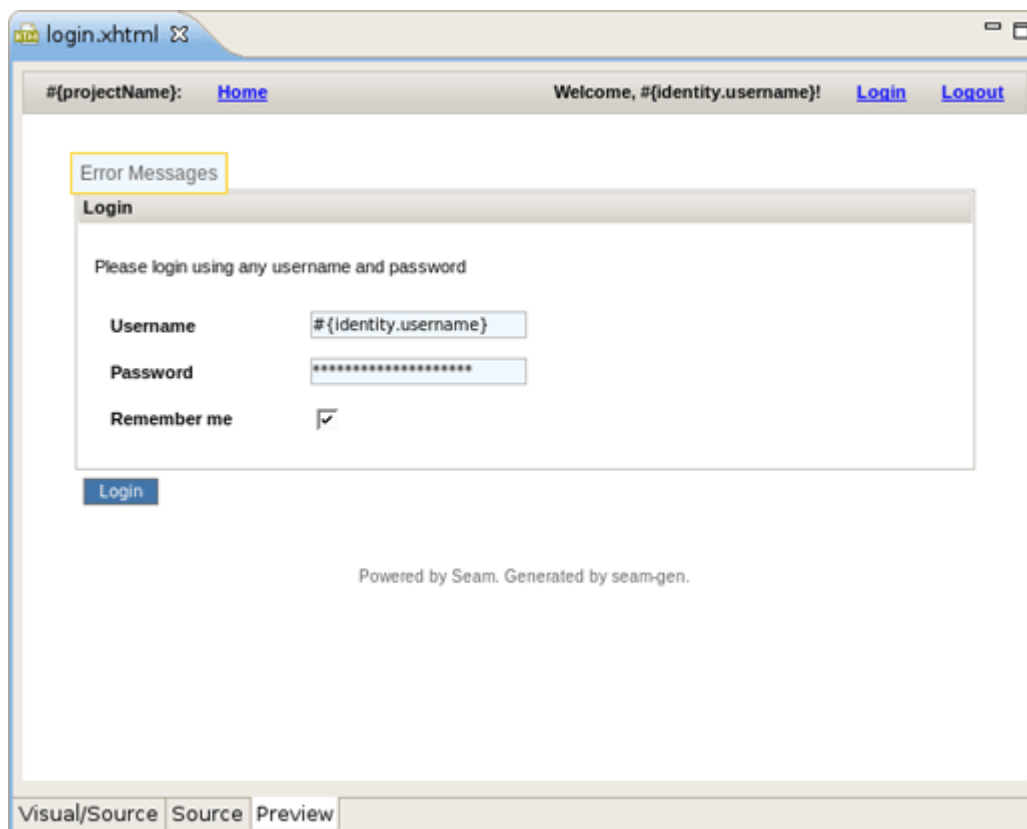 login.xhtml
#{projectName}: Home Welcome, #{identity.username}! Login Logout
Error Messages
Login
Please login using any username and password
Username #{identity.username}
Password ********************
Remember me
Login
Powered by Seam. Generated by seam-gen.
Visual/Source Source Preview